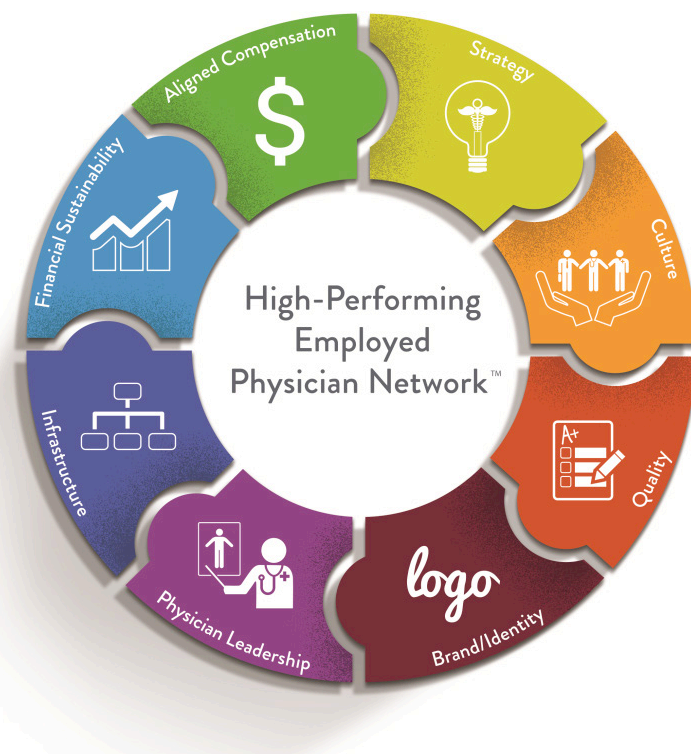 Aligned Compensation
$
Strategy
Culture
A+
Quality
logo
Brand/Identity
Physician Leadership
Infrastructure
Financial Sustainability
High-Performing
Employed
Physician Network™